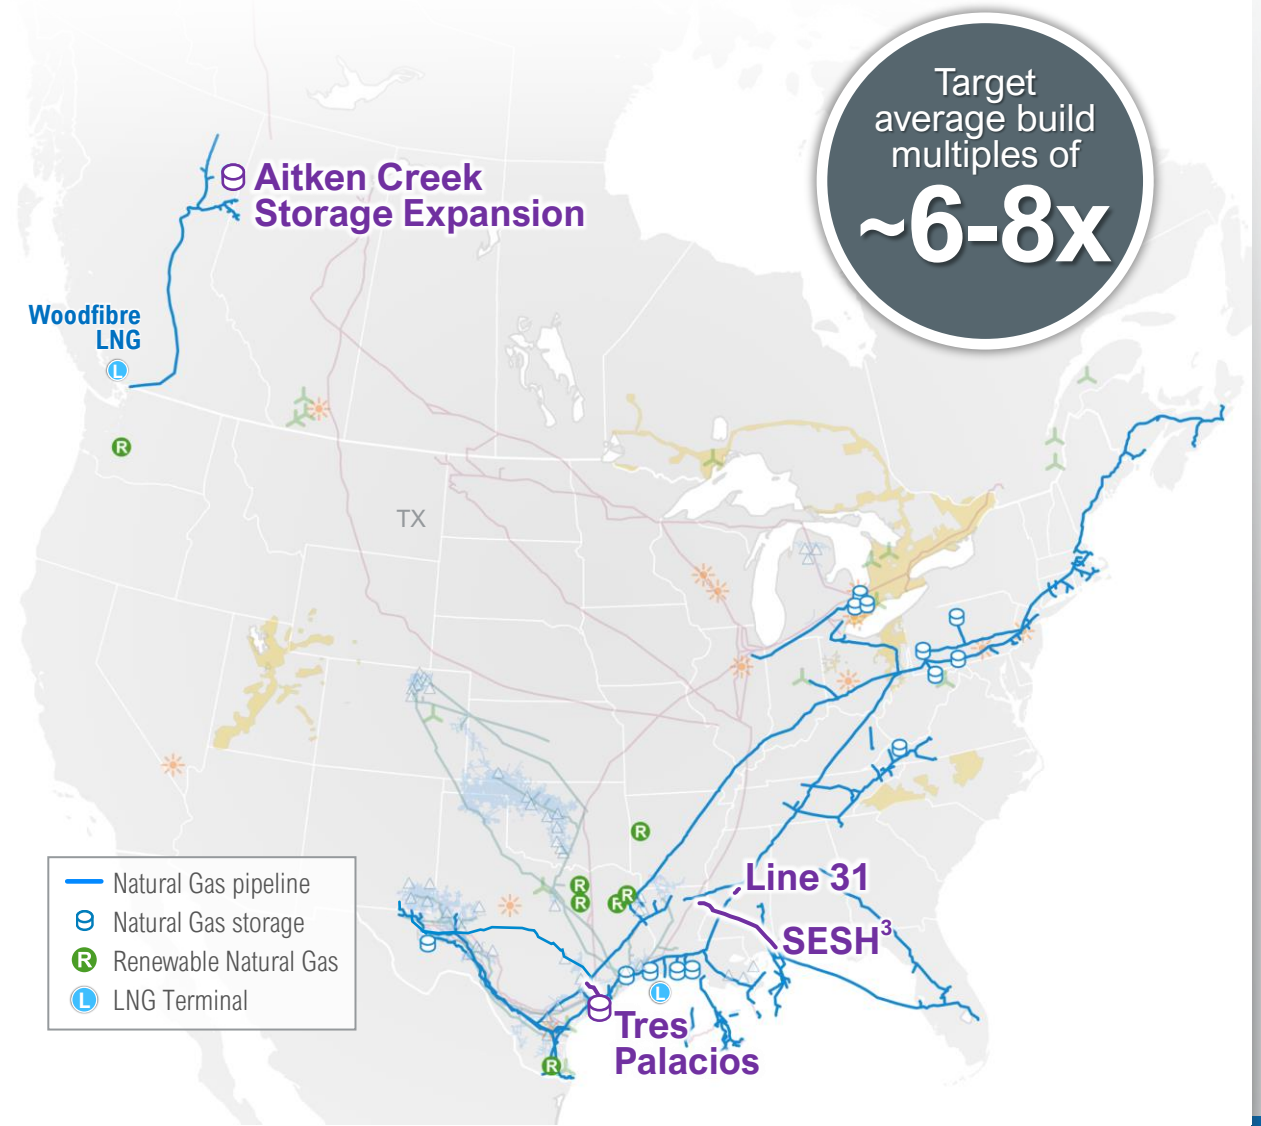 Target
average build
multiples of
~6-8x
Aitken Creek
Storage Expansion
Woodfibre
LNG
L
R
TX
R
R
R
R
R
Line 31
SESH3
L
Tres
Palacios
R
Natural Gas pipeline
Natural Gas storage
R Renewable Natural Gas
L LNG Terminal